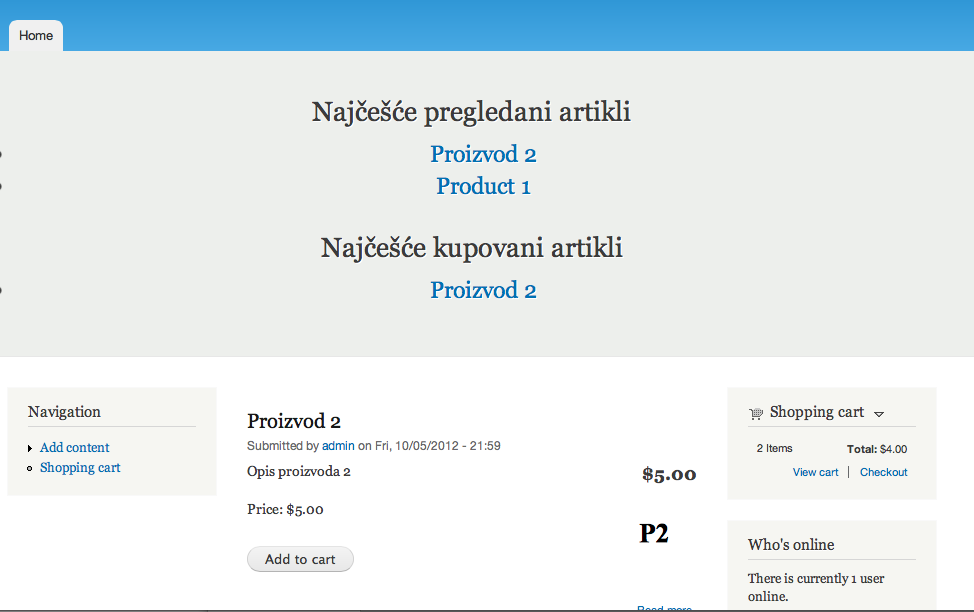 Home
Najčešće pregledani artikli
Proizvod 2
Product 1
Najčešće kupovani artikli
Proizvod 2
Navigation
Add content
Shopping cart
Proizvod 2
Submitted by admin on Fri, 10/05/2012 - 21:59
Opis proizvoda 2
$5.00
Price: $5.00
P2
Add to cart
Read more
Shopping cart
2 Items Total: $4.00
View cart | Checkout
Who's online
There is currently 1 user
online.